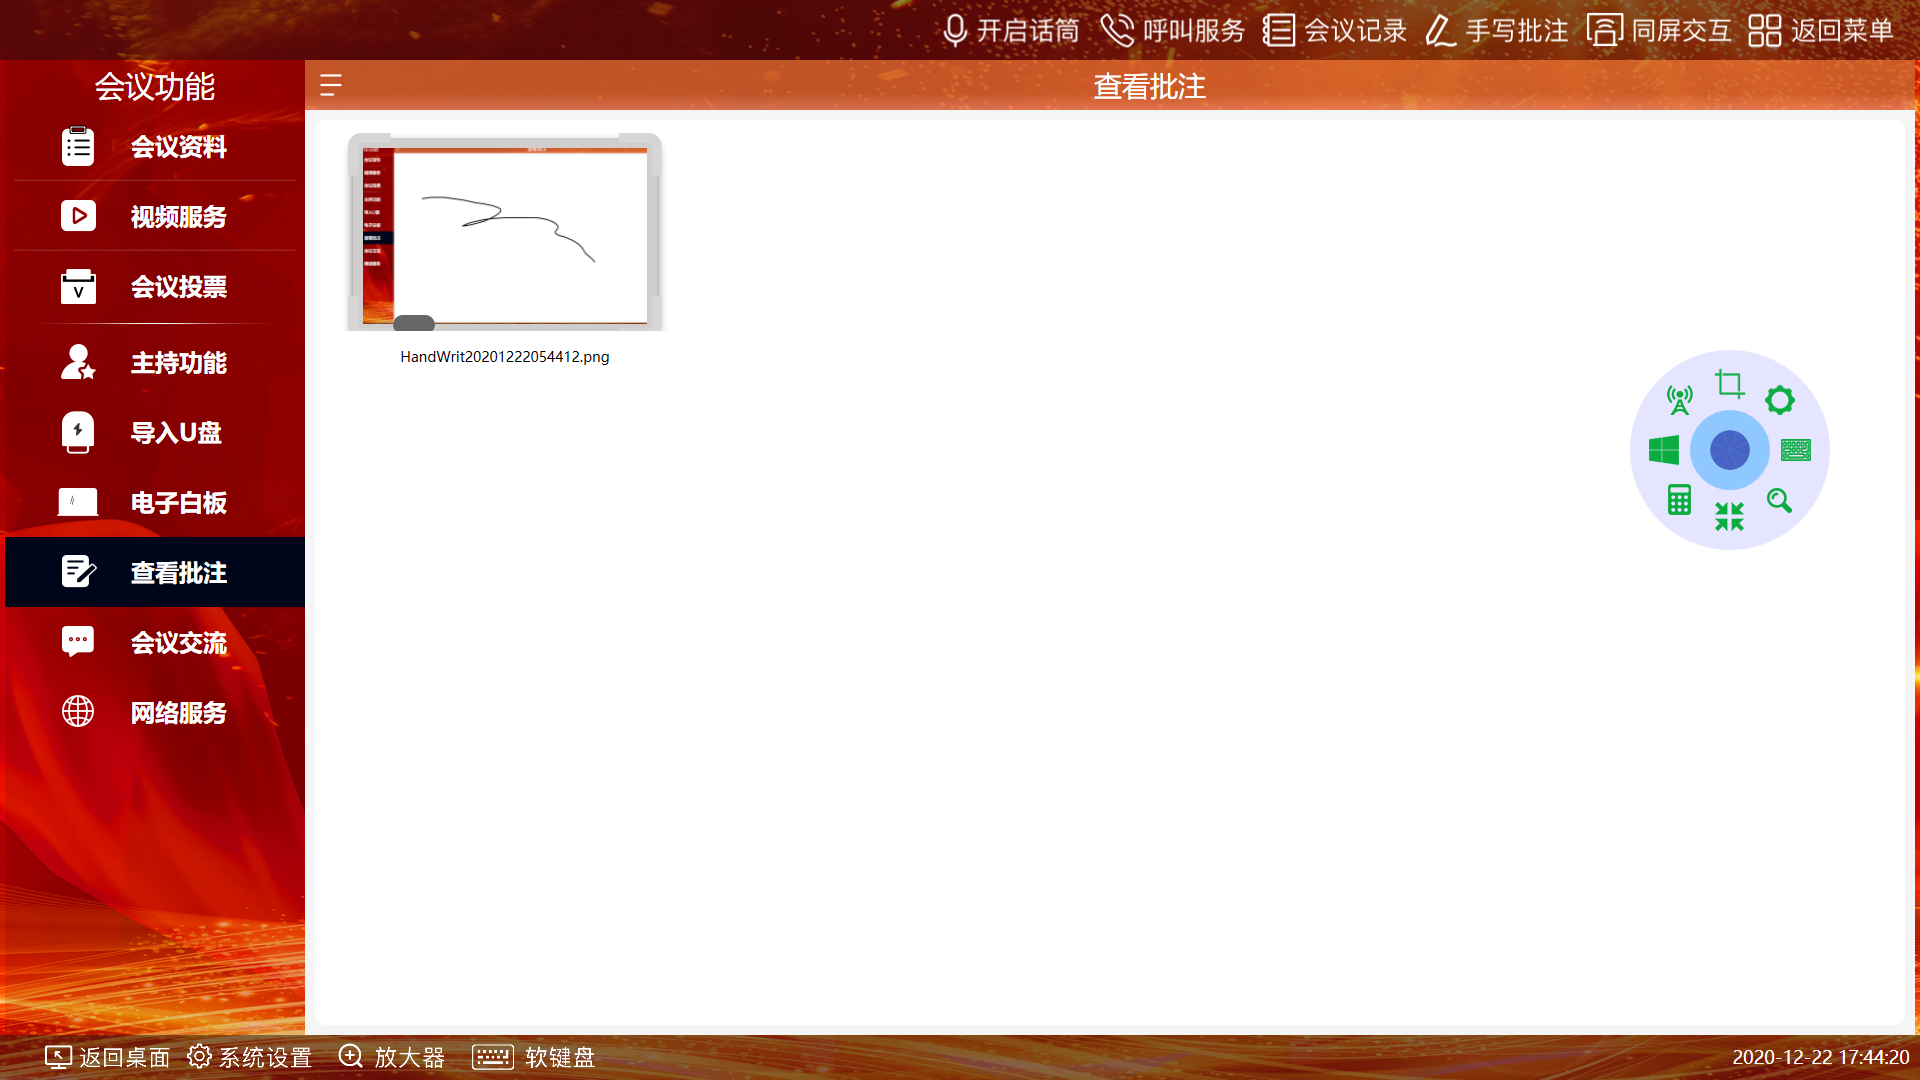 开启话筒 呼叫服务 会议记录 手写批注 同屏交互 返回菜单
会议功能
查看批注
会议资料
视频服务
会议投票
主持功能
导入U盘
电子白板
查看批注
会议交流
网络服务
HandWrit20201222054412.png
返回桌面 系统设置 放大器 软键盘
2020-12-22 17:44:20